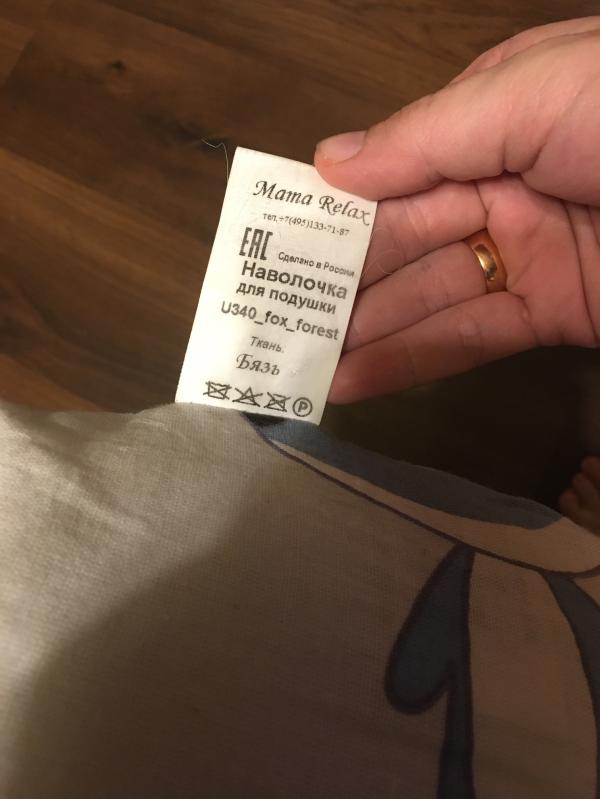 Mama Relax
тел.+7(495)133-71-87
EAC Сделано в России
Наволочка
для подушки
U340_fox_forest
Ткань:
Бязь
P